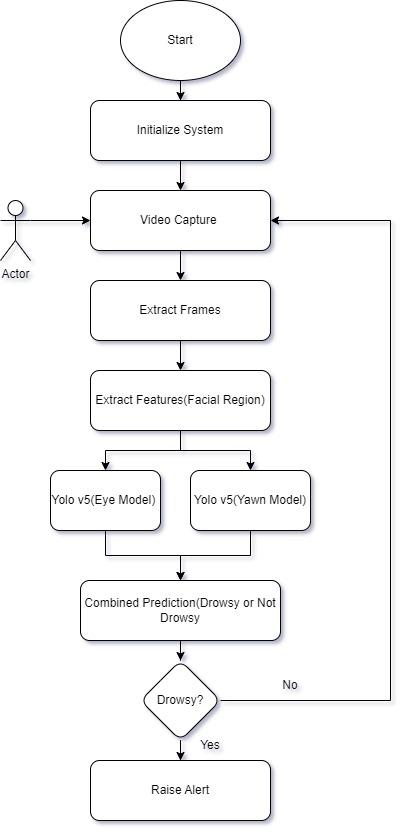 Start
Initialize System
Video Capture
Actor
Extract Frames
Extract Features(Facial Region)
Yolo v5(Eye Model)
Yolo v5(Yawn Model)
Combined Prediction(Drowsy or Not
Drowsy
Drowsy?
No
Yes
Raise Alert